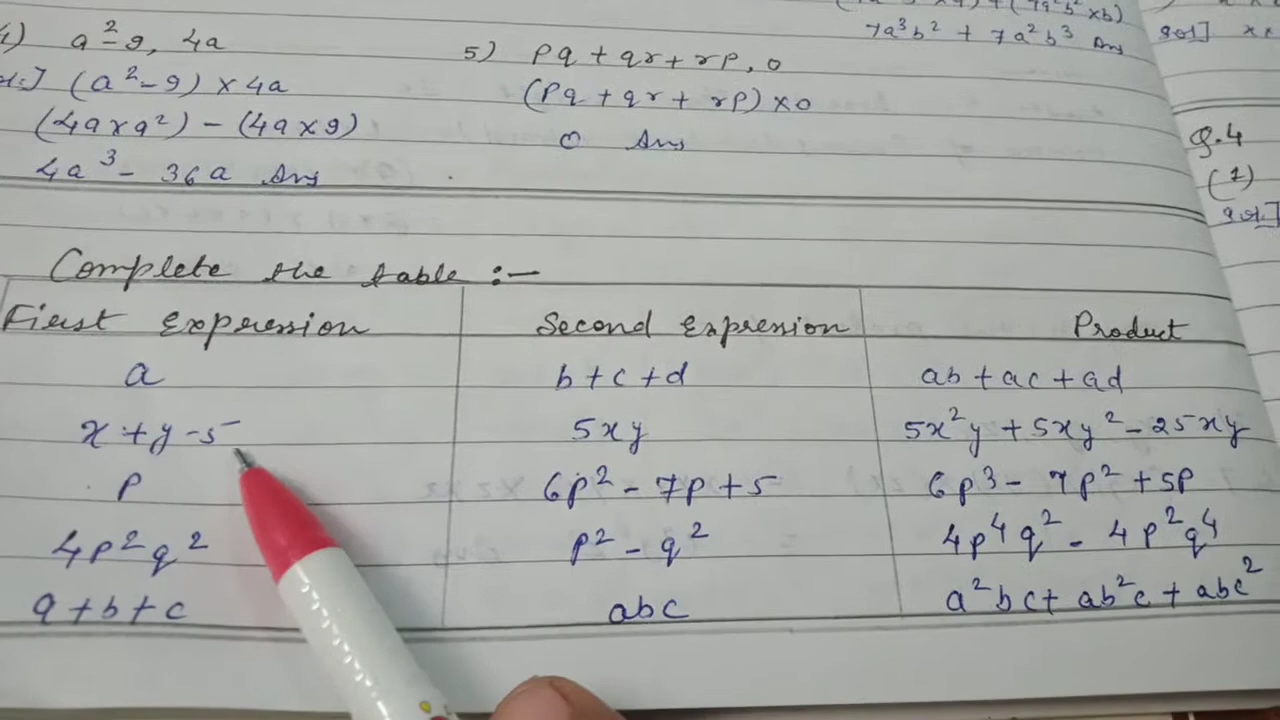 a²-9, 4a
(a²-9) x 4a
(4a x a²) - (4a x 9)
4a³ - 36a Ans
5) pq + qr + rp, 0
(pq + qr + rp) x 0
0 Ans
7a³b² + 7a²b³ Ans
Q.4
(1)
Complete the table :-
First Expression Second Expression Product
a b+c+d ab + ac + ad
x + y - 5 5xy 5x²y + 5xy² - 25xy
p 6p² - 7p + 5 6p³ - 7p² + 5p
4p²q² p² - q² 4p⁴q² - 4p²q⁴
a + b + c abc a²bc + ab²c + abc²